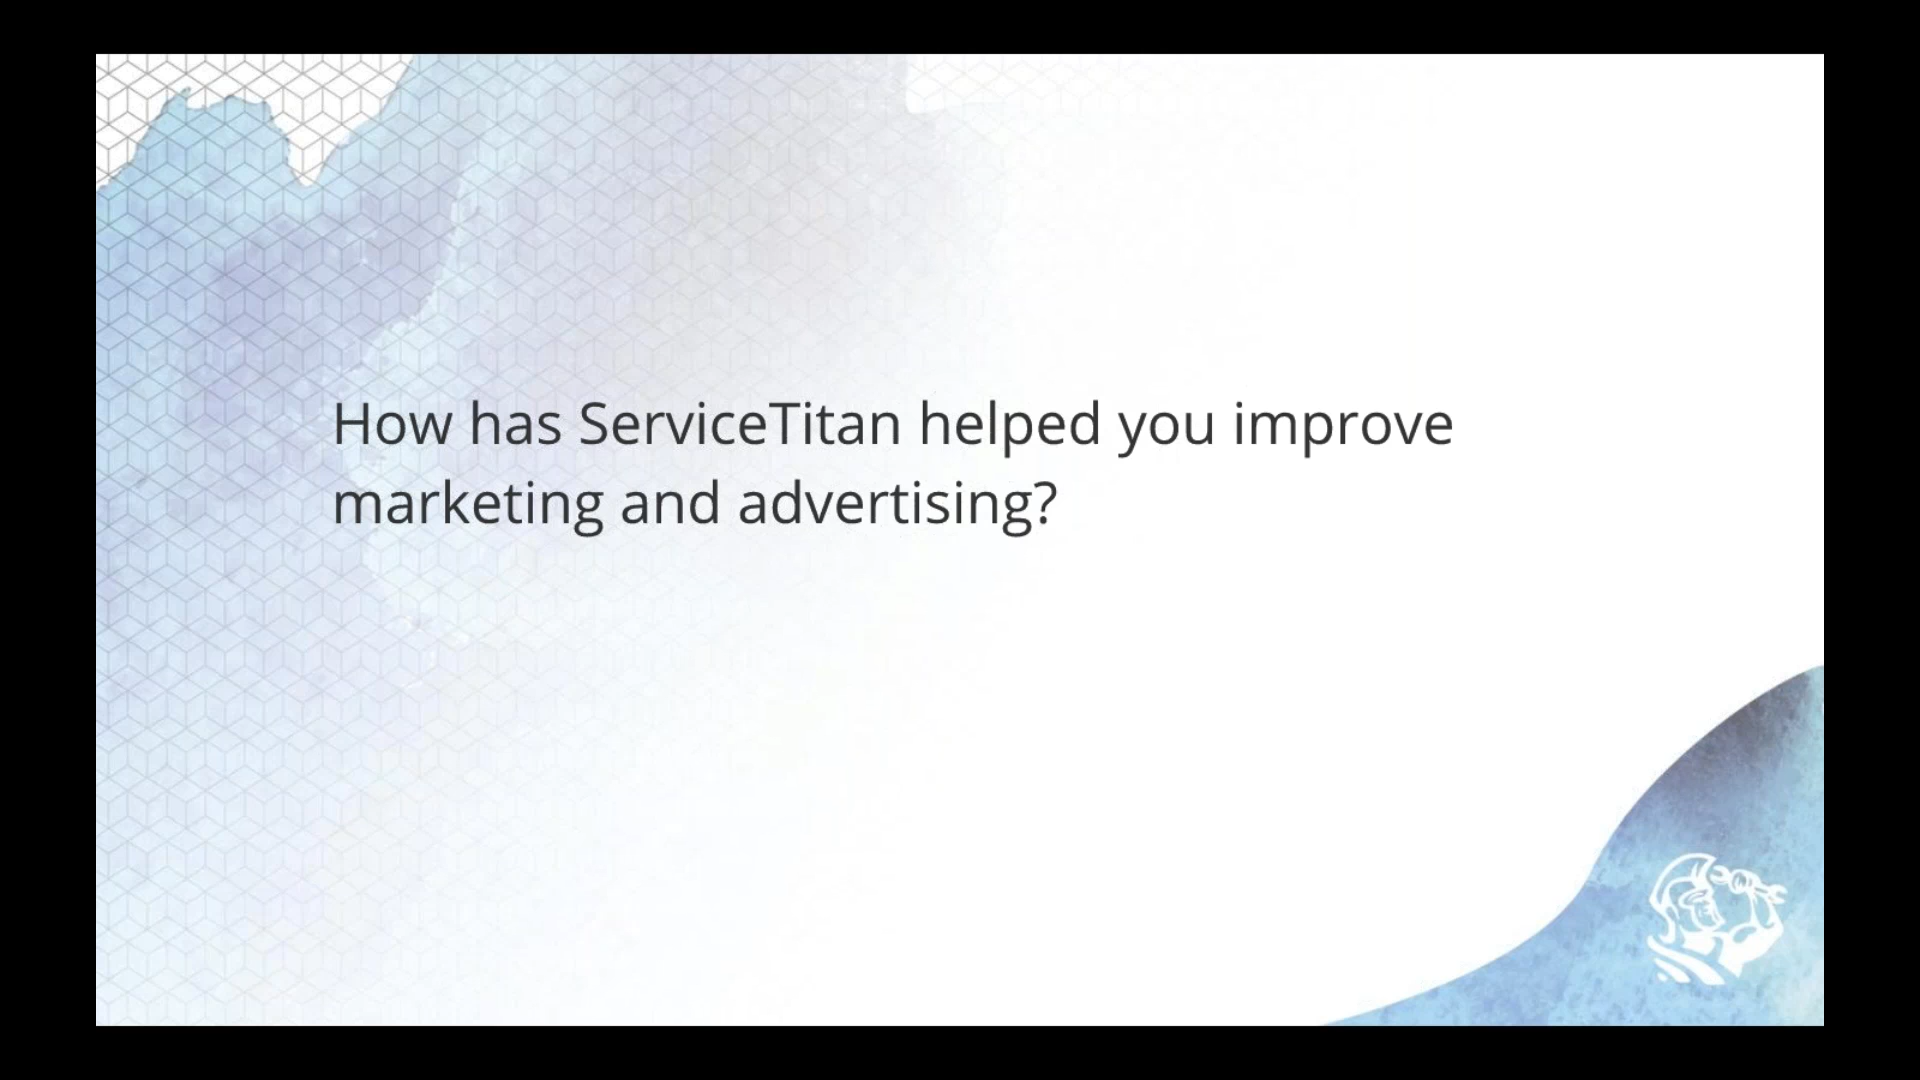 How has ServiceTitan helped you improve
marketing and advertising?